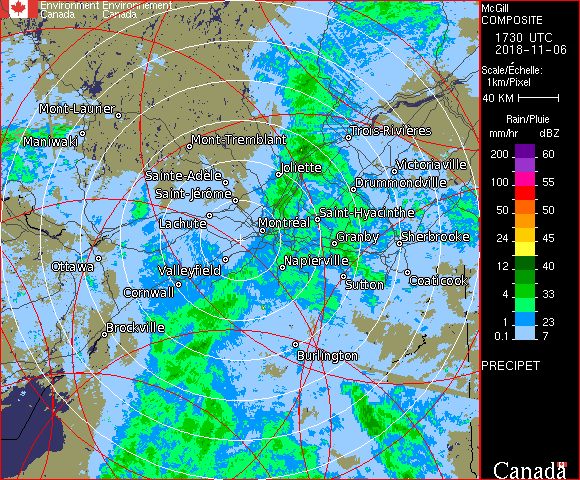 Environment Environnement
Canada Canada
McGill
COMPOSITE
1730 UTC
2018-11-06
Scale/Échelle:
1km/Pixel
40 KM
Rain/Pluie
mm/hr dBZ
200 60
100 55
50 50
24 45
12 40
4 33
1 23
0.1 7
PRECIPET
Canada
Mont-Laurier
Maniwaki
Mont-Tremblant
Trois-Rivières
Joliette
Victoriaville
Sainte-Adèle
Drummondville
Saint-Jérôme
Saint-Hyacinthe
Lachute
Montréal
Granby
Sherbrooke
Ottawa
Valleyfield
Napierville
Coaticook
Cornwall
Sutton
Brockville
Burlington